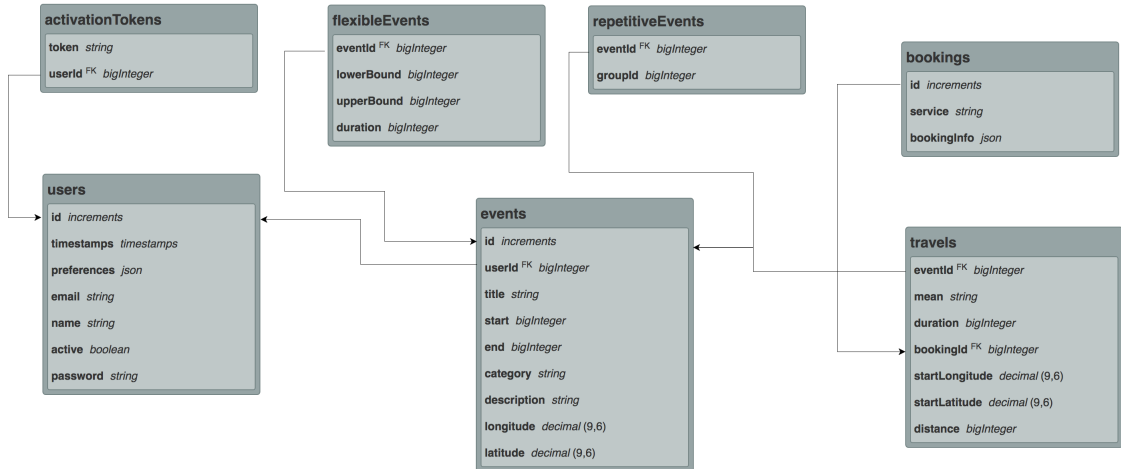 activationTokens
token string
userId FK bigInteger
flexibleEvents
eventId FK bigInteger
lowerBound bigInteger
upperBound bigInteger
duration bigInteger
repetitiveEvents
eventId FK bigInteger
groupId bigInteger
bookings
id increments
service string
bookingInfo json
users
id increments
timestamps timestamps
preferences json
email string
name string
active boolean
password string
events
id increments
userId FK bigInteger
title string
start bigInteger
end bigInteger
category string
description string
longitude decimal (9,6)
latitude decimal (9,6)
travels
eventId FK bigInteger
mean string
duration bigInteger
bookingId FK bigInteger
startLongitude decimal (9,6)
startLatitude decimal (9,6)
distance bigInteger